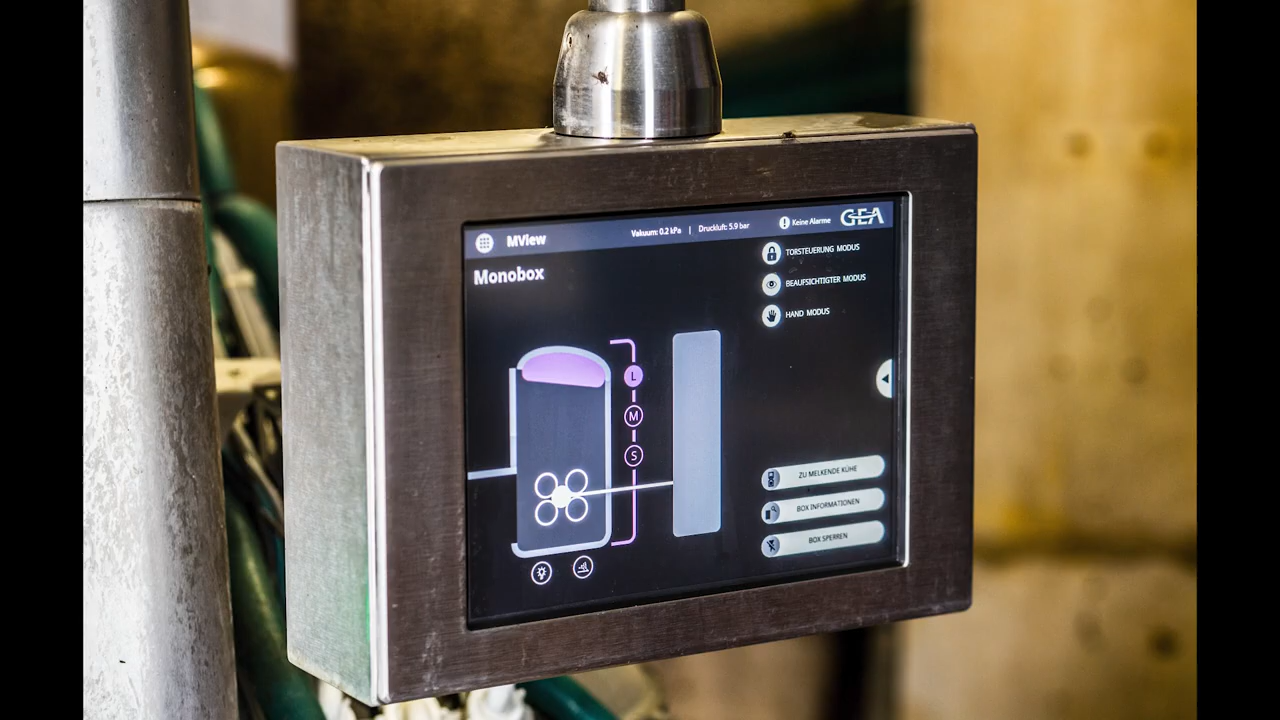 MView
Vakuum: 0.2 kPa | Druckluft: 5.9 bar
Keine Alarme
GEA
Monobox
TORSTEUERUNG MODUS
BEAUFSICHTIGTER MODUS
HAND MODUS
L
M
S
ZU MELKENDE KÜHE
BOX INFORMATIONEN
BOX SPERREN